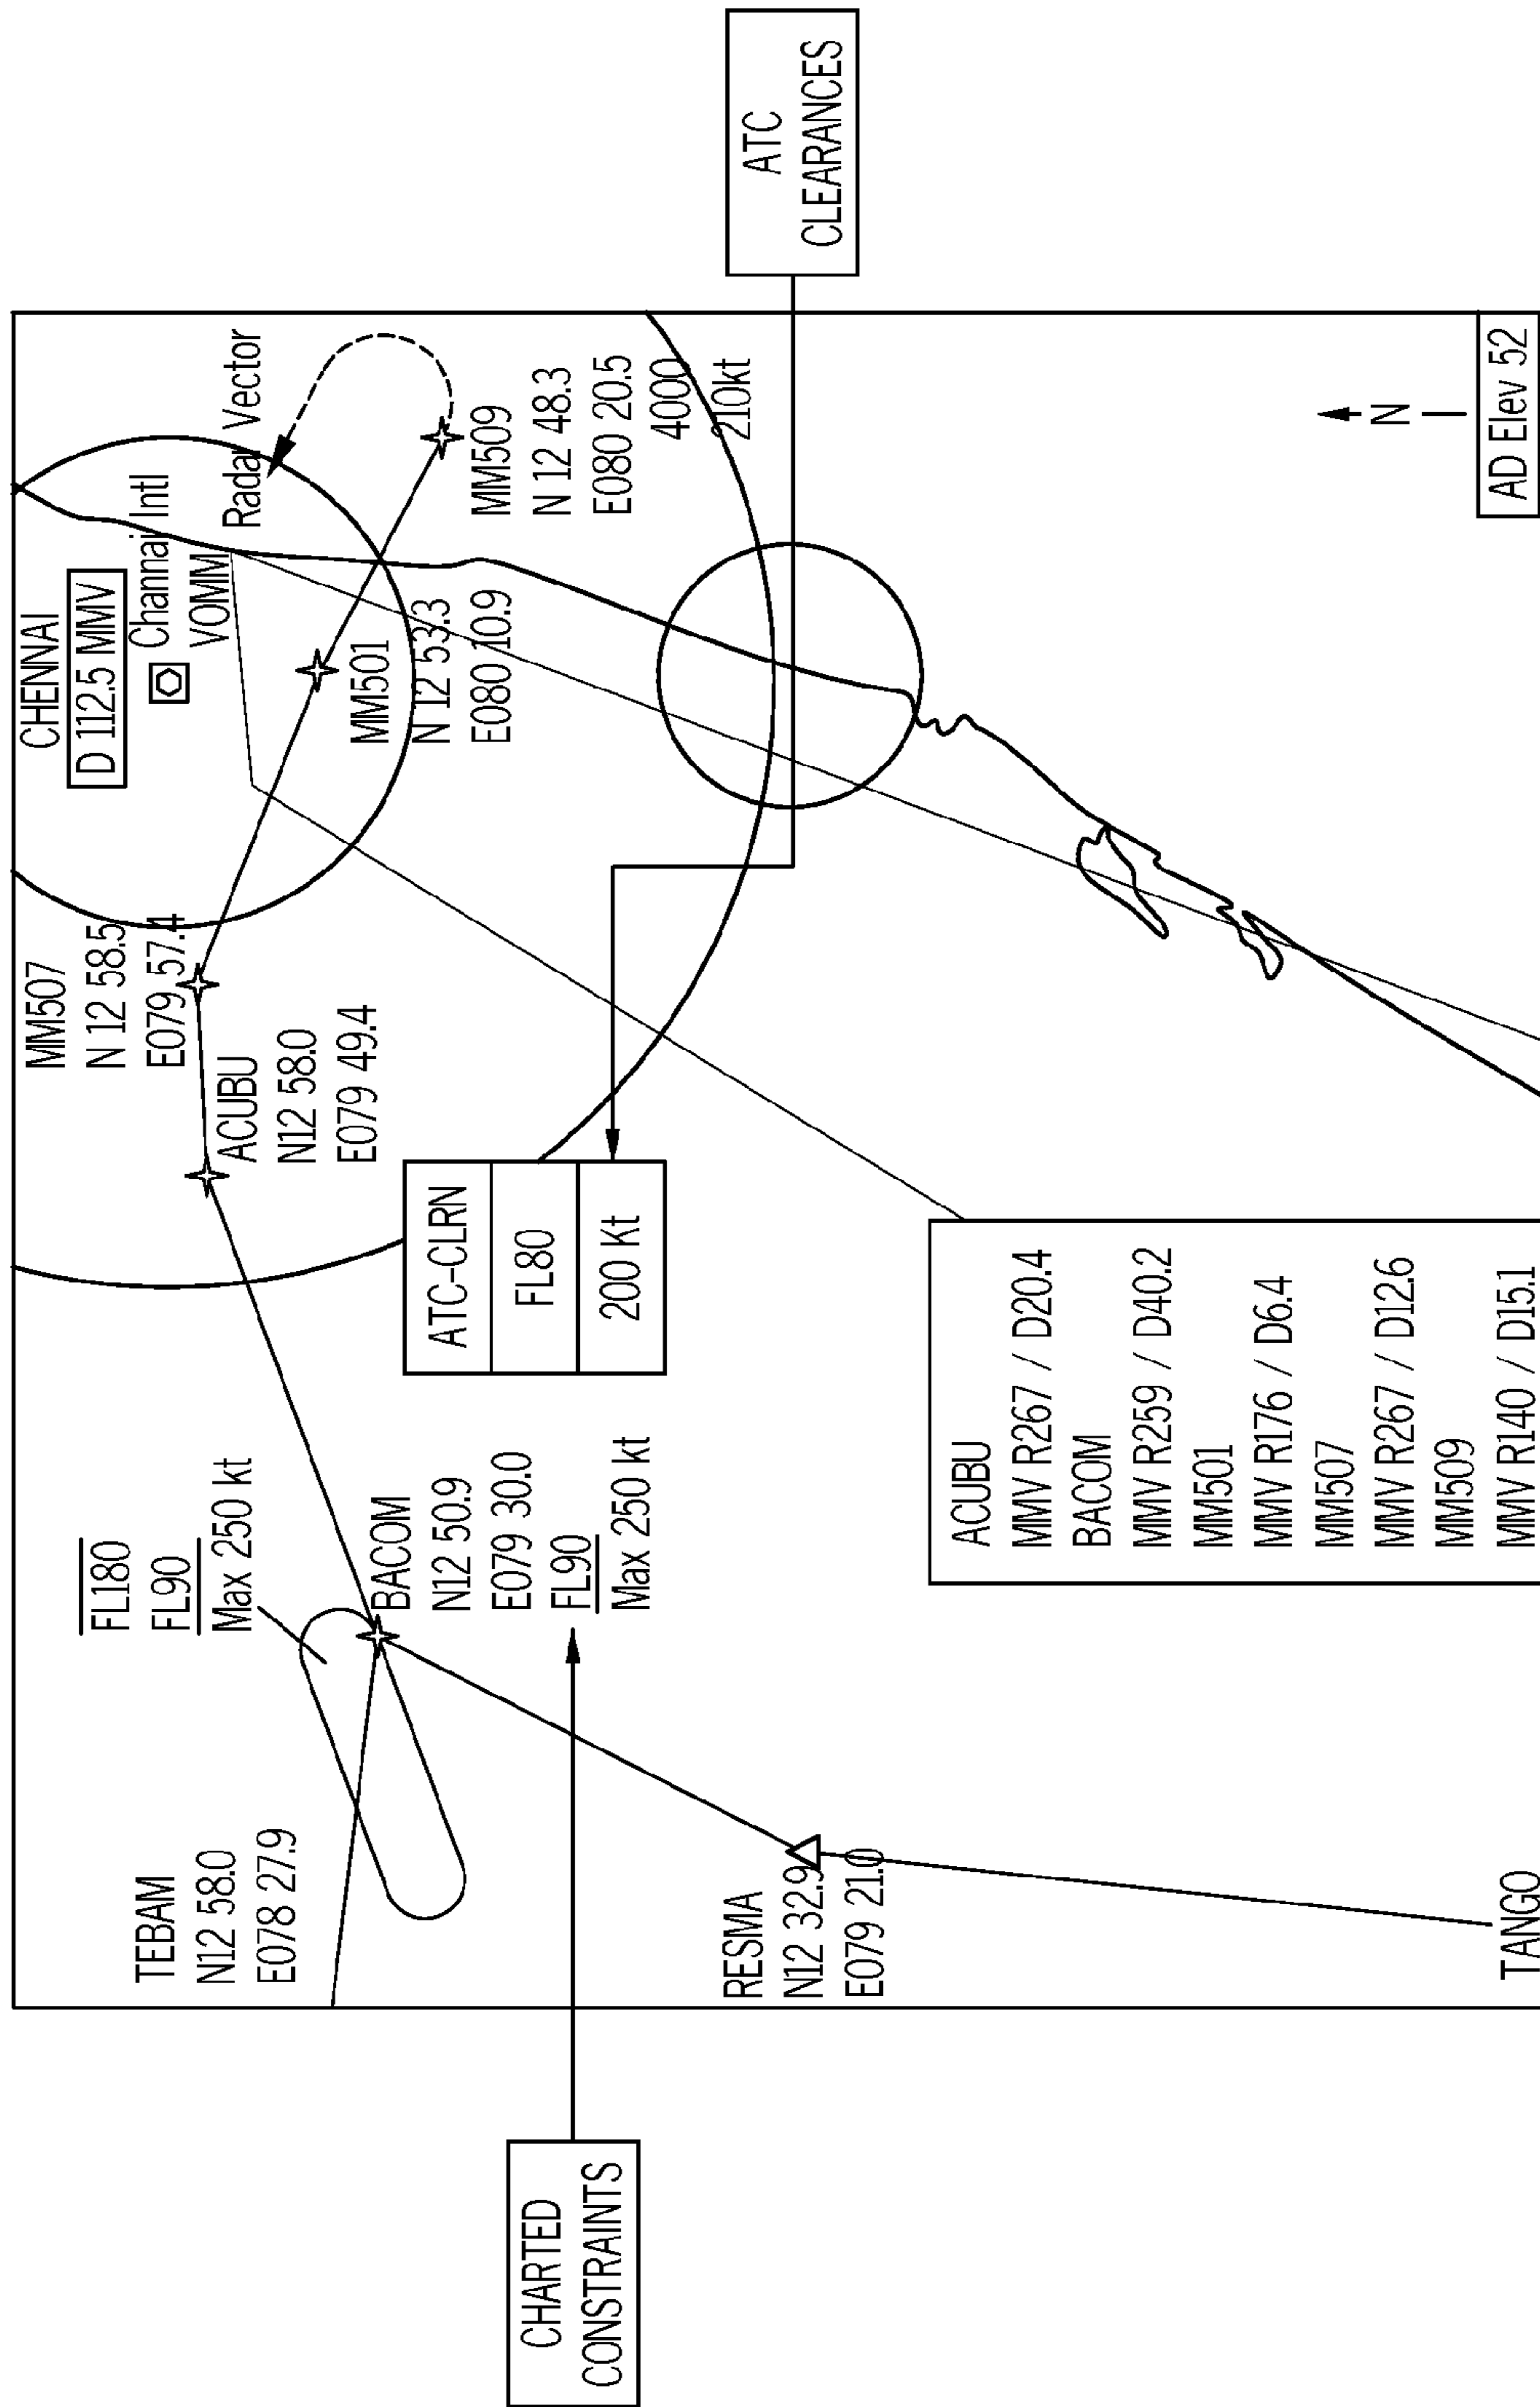 CHENNAI
D 112.5 MMV
Channai Intl
VOMM
Radar Vector
MM507
N 12 58.5
E079 57.4
ACUBU
N12 58.0
E079 49.4
MM501
N 12 53.3
E080 10.9
MM509
N 12 48.3
E080 20.5
4000
210kt
FL180
FL90
Max 250 kt
BACOM
N12 50.9
E079 30.0
FL90
Max 250 kt
TEBAM
N12 58.0
E078 27.9
ATC-CLRN
FL80
200 Kt
ATC
CLEARANCES
CHARTED
CONSTRAINTS
RESMA
N12 32.9
E079 21.0
ACUBU
MMV R267 / D20.4
BACOM
MMV R259 / D40.2
MM501
MMV R176 / D6.4
MM507
MMV R267 / D12.6
MM509
MMV R140 / D15.1
N
AD Elev 52
TANGO